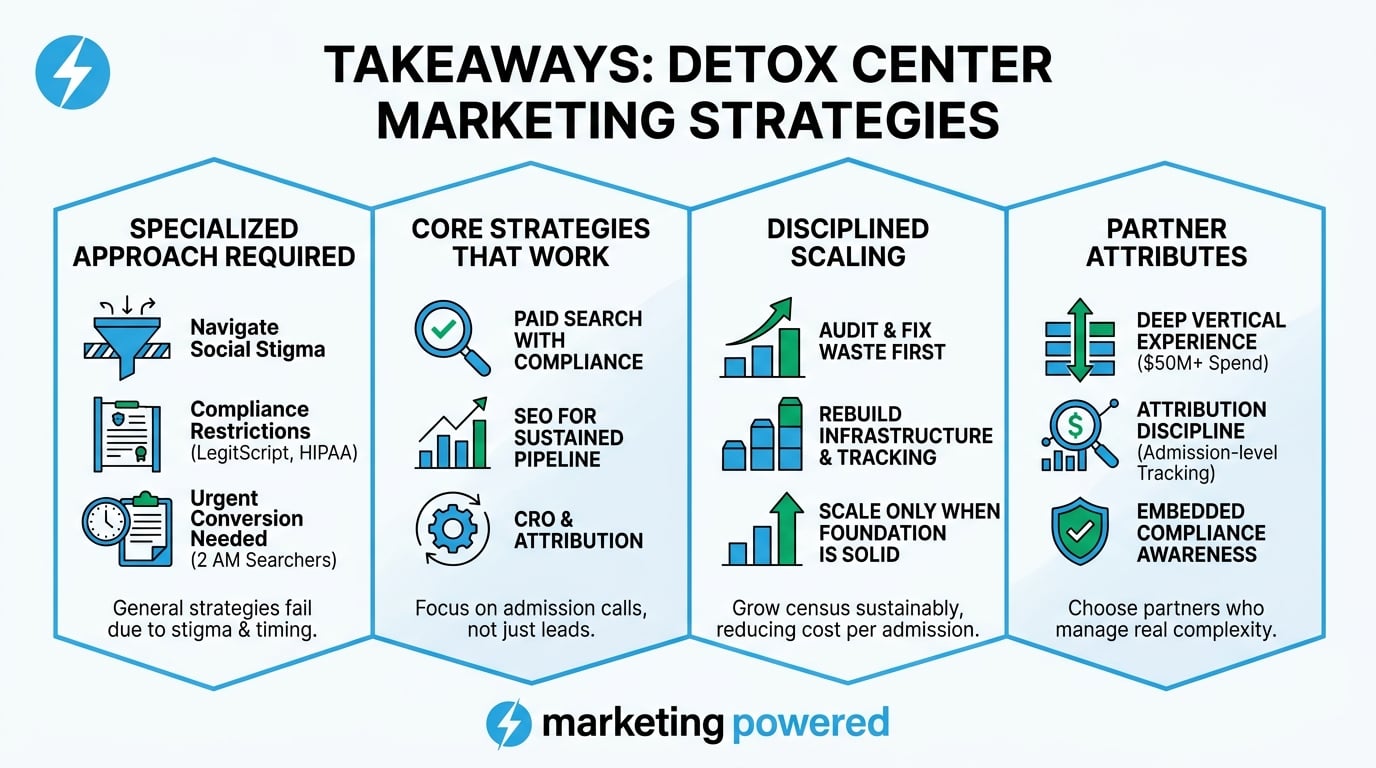 TAKEAWAYS: DETOX CENTER
MARKETING STRATEGIES
SPECIALIZED
APPROACH REQUIRED
Navigate
Social Stigma
Compliance
Restrictions
(LegitScript, HIPAA)
Urgent
Conversion
Needed
(2 AM Searchers)
General strategies fail
due to stigma & timing.
CORE STRATEGIES
THAT WORK
PAID SEARCH
WITH
COMPLIANCE
SEO FOR
SUSTAINED
PIPELINE
CRO &
ATTRIBUTION
Focus on admission calls,
not just leads.
DISCIPLINED
SCALING
AUDIT & FIX
WASTE FIRST
REBUILD
INFRASTRUCTURE
& TRACKING
SCALE ONLY WHEN
FOUNDATION
IS SOLID
Grow census sustainably,
reducing cost per admission.
PARTNER
ATTRIBUTES
DEEP VERTICAL
EXPERIENCE
($50M+ Spend)
$
ATTRIBUTION
DISCIPLINE
(Admission-level
Tracking)
EMBEDDED
COMPLIANCE
AWARENESS
Choose partners who
manage real complexity.
marketing powered